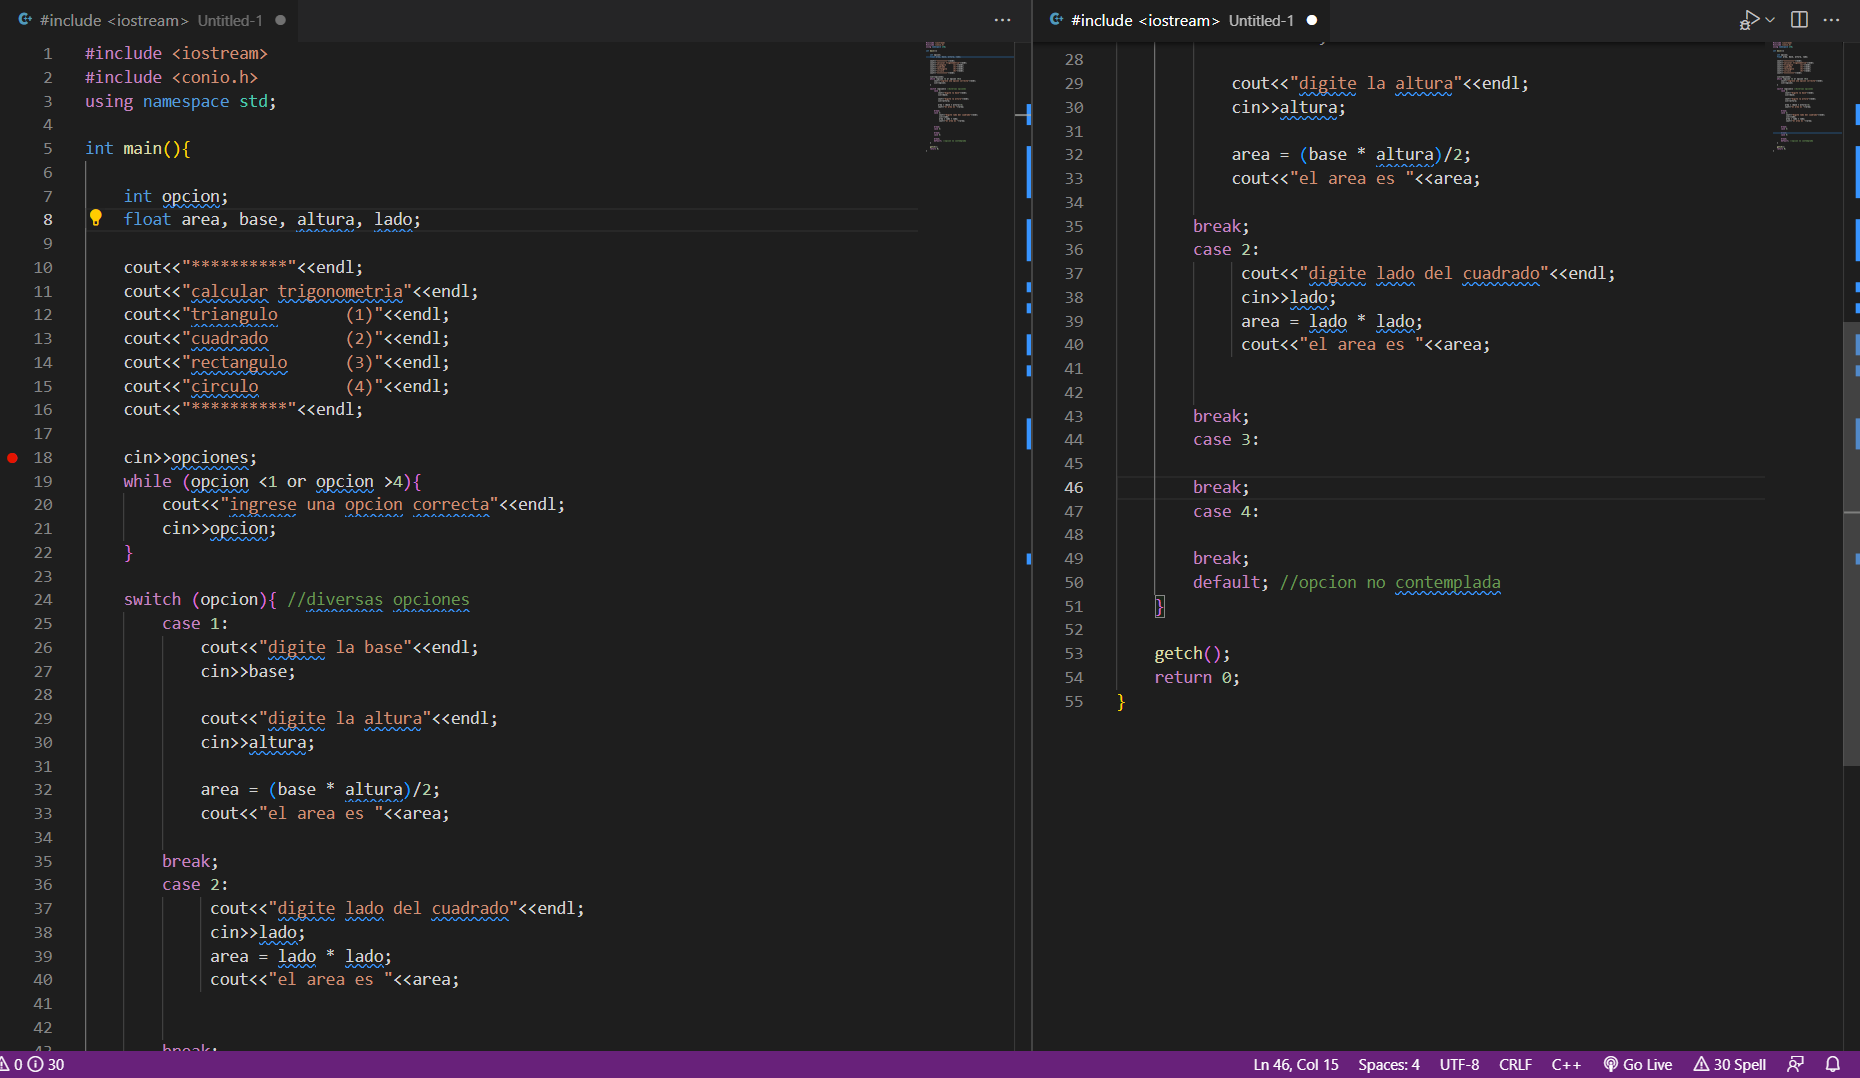 #include <iostream> Untitled-1
1 #include <iostream>
2 #include <conio.h>
3 using namespace std;
4
5 int main(){
6
7 int opcion;
8 float area, base, altura, lado;
9
10 cout<<"**********"<<endl;
11 cout<<"calcular trigonometria"<<endl;
12 cout<<"triangulo       (1)"<<endl;
13 cout<<"cuadrado        (2)"<<endl;
14 cout<<"rectangulo      (3)"<<endl;
15 cout<<"circulo         (4)"<<endl;
16 cout<<"**********"<<endl;
17
18 cin>>opciones;
19 while (opcion <1 or opcion >4){
20 cout<<"ingrese una opcion correcta"<<endl;
21 cin>>opcion;
22 }
23
24 switch (opcion){ //diversas opciones
25 case 1:
26 cout<<"digite la base"<<endl;
27 cin>>base;
28
29 cout<<"digite la altura"<<endl;
30 cin>>altura;
31
32 area = (base * altura)/2;
33 cout<<"el area es "<<area;
34
35 break;
36 case 2:
37 cout<<"digite lado del cuadrado"<<endl;
38 cin>>lado;
39 area = lado * lado;
40 cout<<"el area es "<<area;
41
42
43 break;
#include <iostream> Untitled-1
28
29 cout<<"digite la altura"<<endl;
30 cin>>altura;
31
32 area = (base * altura)/2;
33 cout<<"el area es "<<area;
34
35 break;
36 case 2:
37 cout<<"digite lado del cuadrado"<<endl;
38 cin>>lado;
39 area = lado * lado;
40 cout<<"el area es "<<area;
41
42
43 break;
44 case 3:
45
46 break;
47 case 4:
48
49 break;
50 default; //opcion no contemplada
51 }
52
53 getch();
54 return 0;
55 }
0 30
Ln 46, Col 15 Spaces: 4 UTF-8 CRLF C++ Go Live 30 Spell